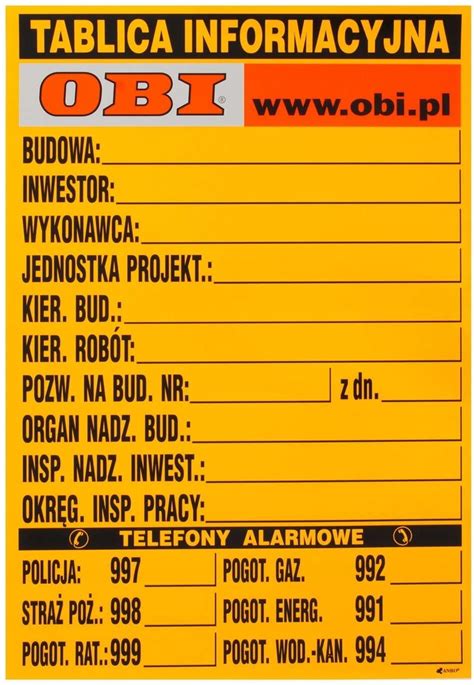 TABLICA INFORMACYJNA
OBI® www.obi.pl
BUDOWA:
INWESTOR:
WYKONAWCA:
JEDNOSTKA PROJEKT.:
KIER. BUD.:
KIER. ROBÓT:
POZW. NA BUD. NR: z dn.
ORGAN NADZ. BUD.:
INSP. NADZ. INWEST.:
OKRĘG. INSP. PRACY:
TELEFONY ALARMOWE
POLICJA: 997 POGOT. GAZ. 992
STRAŻ POŻ.: 998 POGOT. ENERG. 991
POGOT. RAT.: 999 POGOT. WOD.-KAN. 994